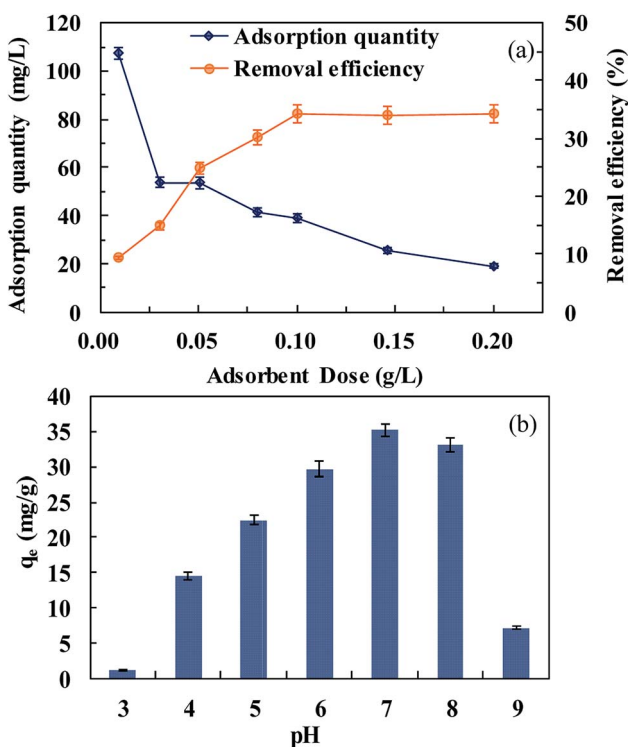 Adsorption quantity (mg/L)
120
100
80
60
40
20
0
Adsorption quantity
Removal efficiency
(a)
50
40
30
20
10
0
Removal efficiency (%)
0.00 0.05 0.10 0.15 0.20
Adsorbent Dose (g/L)
qe (mg/g)
40
35
30
25
20
15
10
5
0
(b)
3 4 5 6 7 8 9
pH